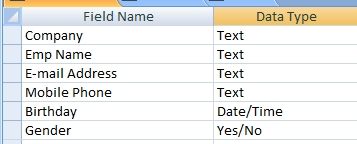 Field Name Data Type
Company Text
Emp Name Text
E-mail Address Text
Mobile Phone Text
Birthday Date/Time
Gender Yes/No